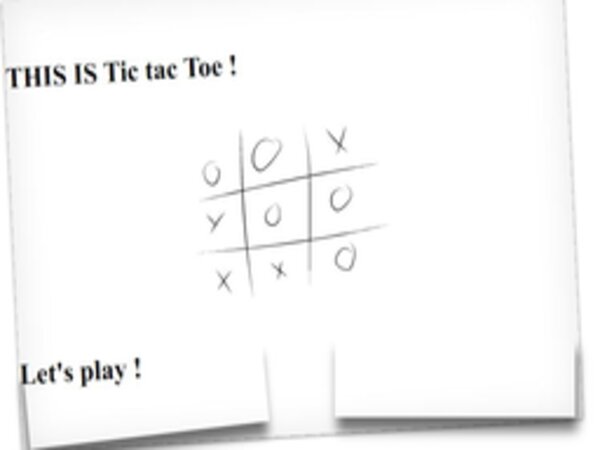 THIS IS Tic tac Toe !
O O X
Y O O
X X O
Let's play !